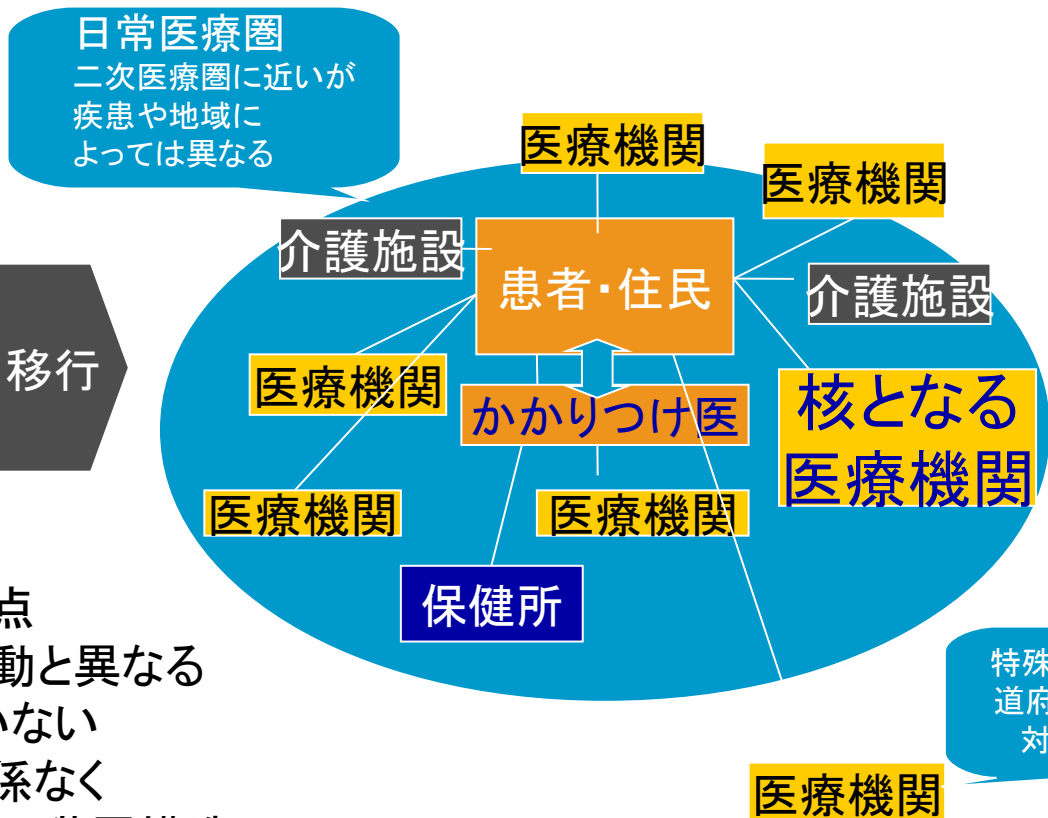 日常医療圏
二次医療圏に近いが
疾患や地域に
よっては異なる
医療機関
医療機関
介護施設
患者・住民
介護施設
移行
医療機関
かかりつけ医
核となる
医療機関
医療機関
医療機関
保健所
点
動と異なる
いない
係なく
特殊
道府
対
医療機関